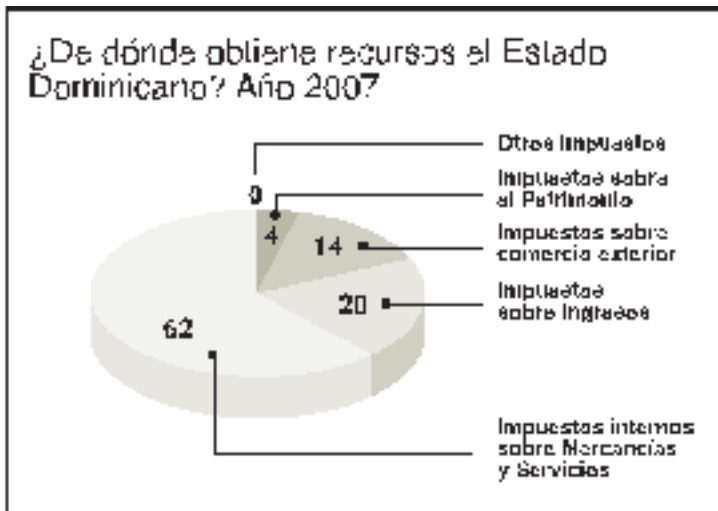 ¿De dónde obtiene recursos el Estado
Dominicano? Año 2007
Otros Impuestos
0
Impuestos sobre
el Patrimonio
4
14
Impuestos sobre
comercio exterior
20
Impuestos
sobre Ingresos
62
Impuestos internos
sobre Mercancías
y Servicios